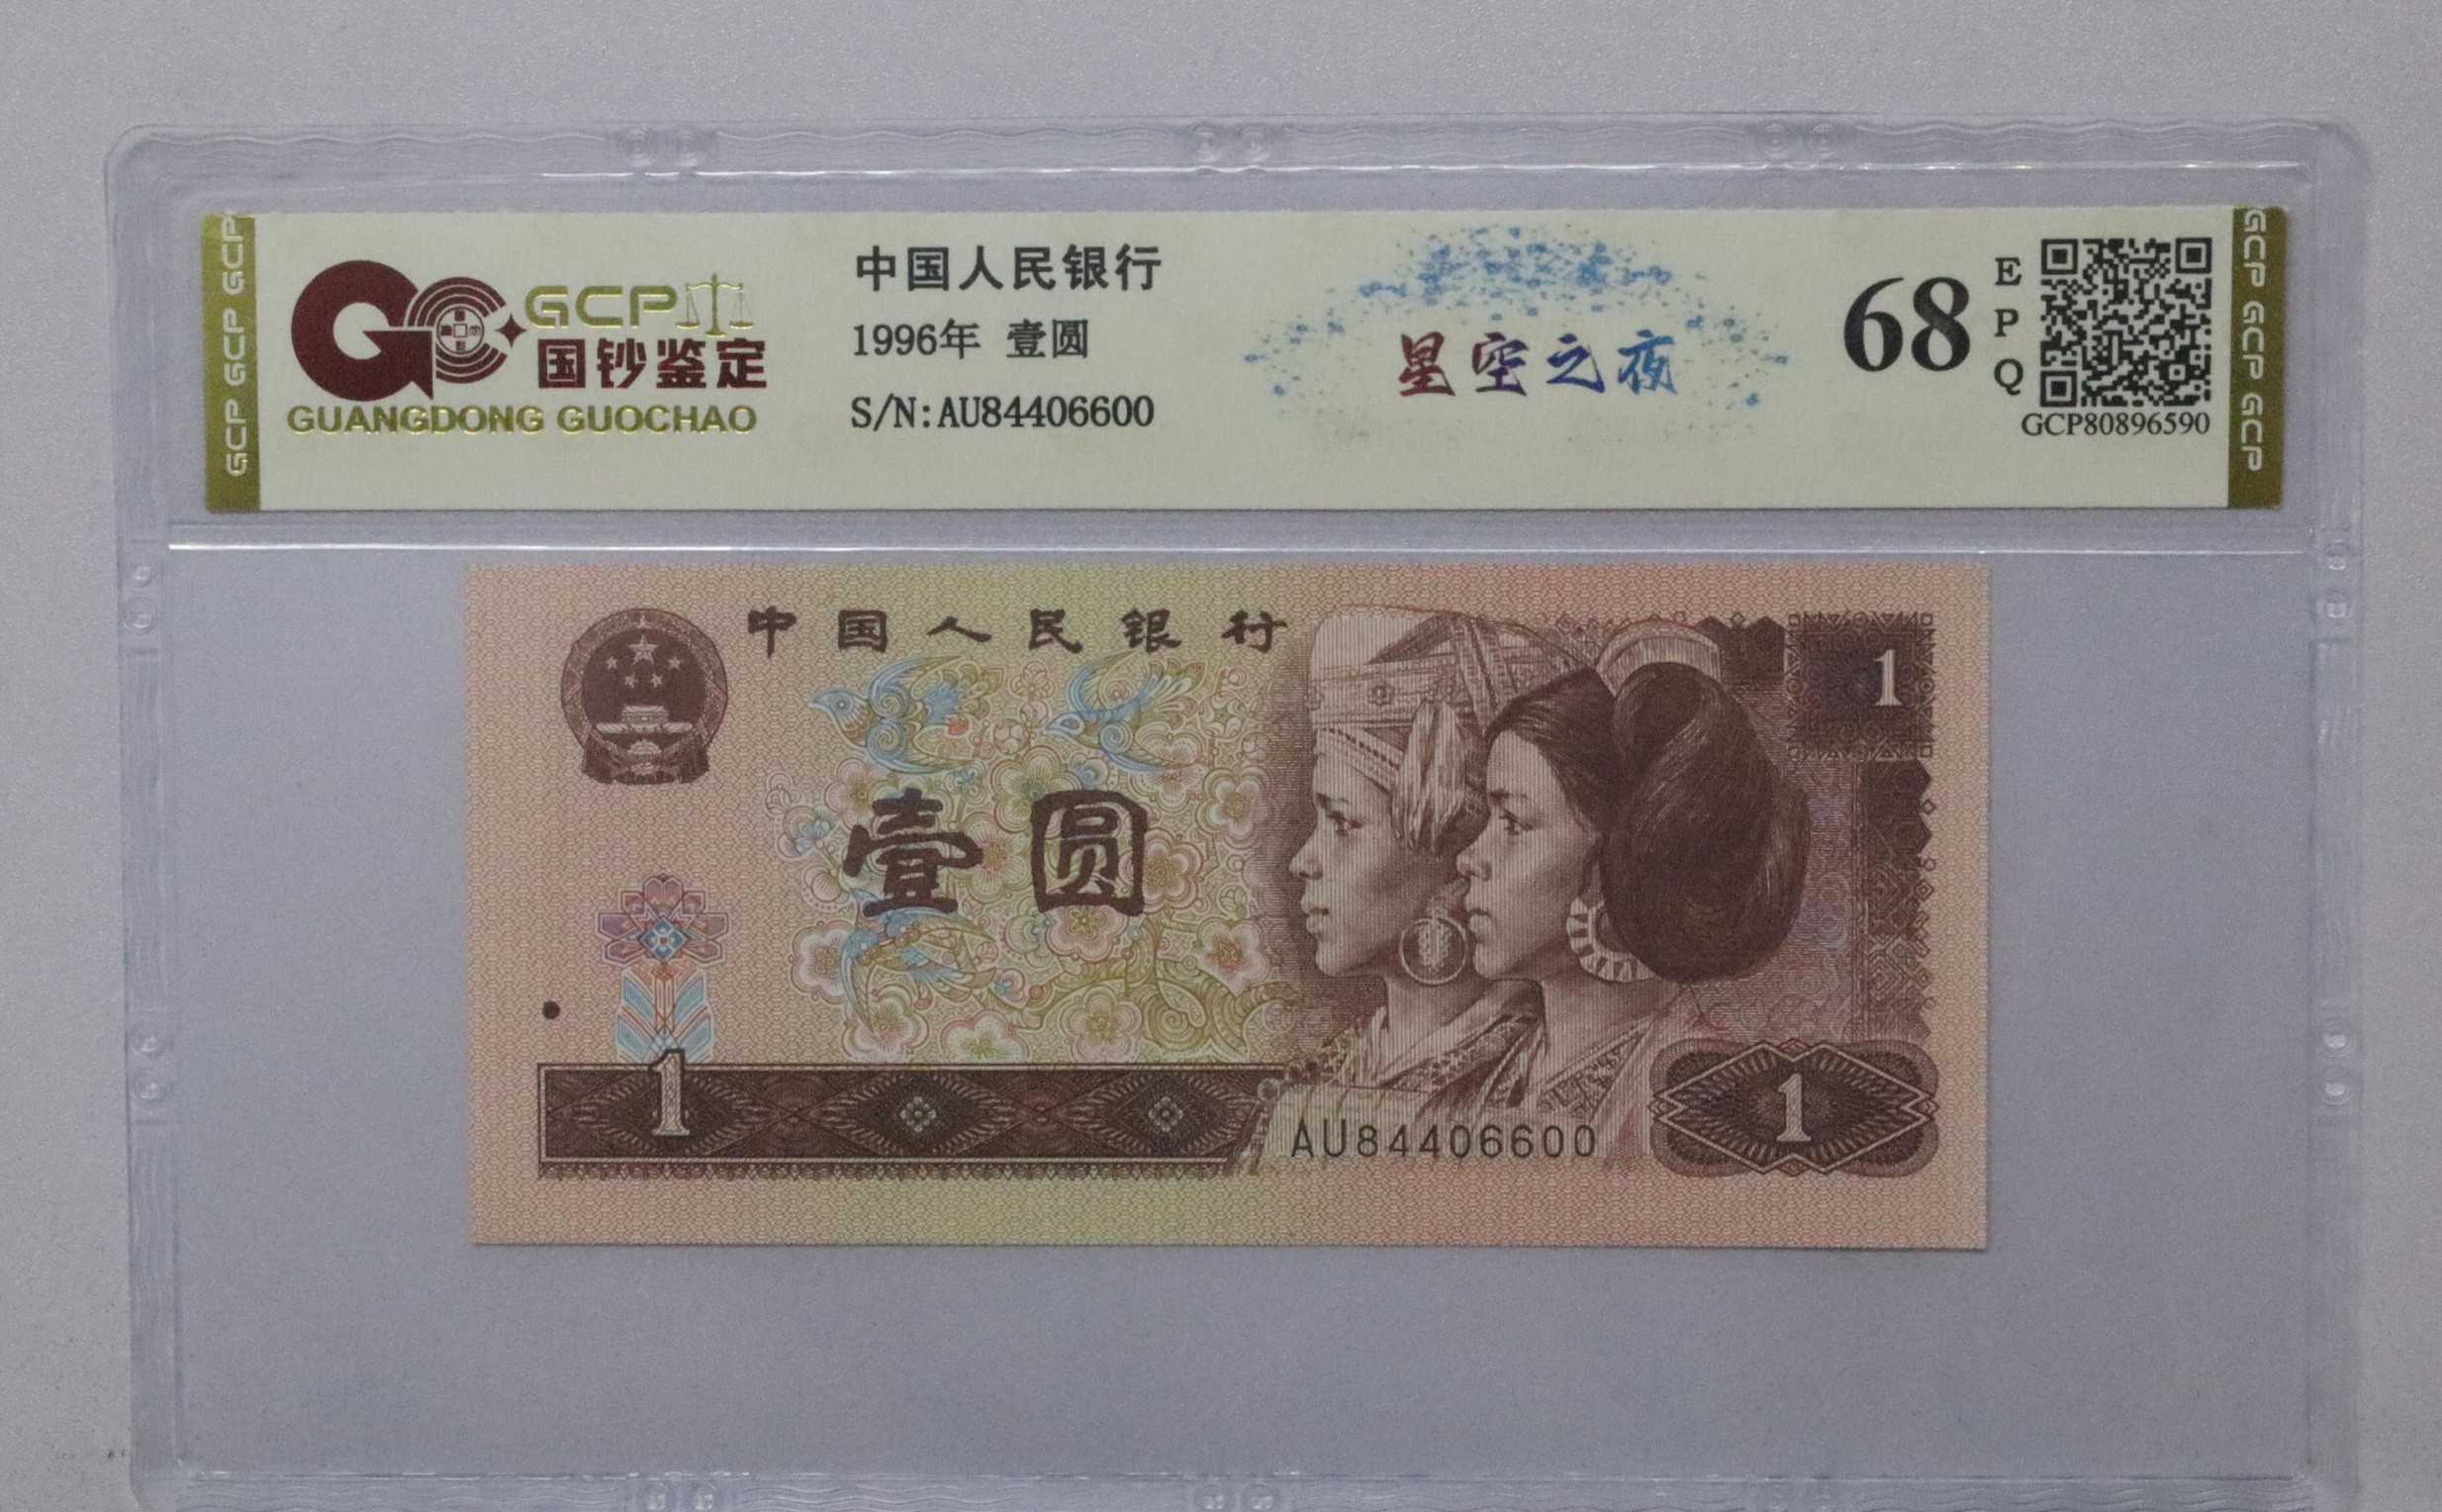 GCP GCP GCP
GCP
国钞鉴定
GUANGDONG GUOCHAO
中国人民银行
1996年 壹圆
S/N:AU84406600
星空之夜
68
EPQ
GCP80896590
GCP GCP GCP
中国人民银行
1
壹圆
1
AU84406600
1